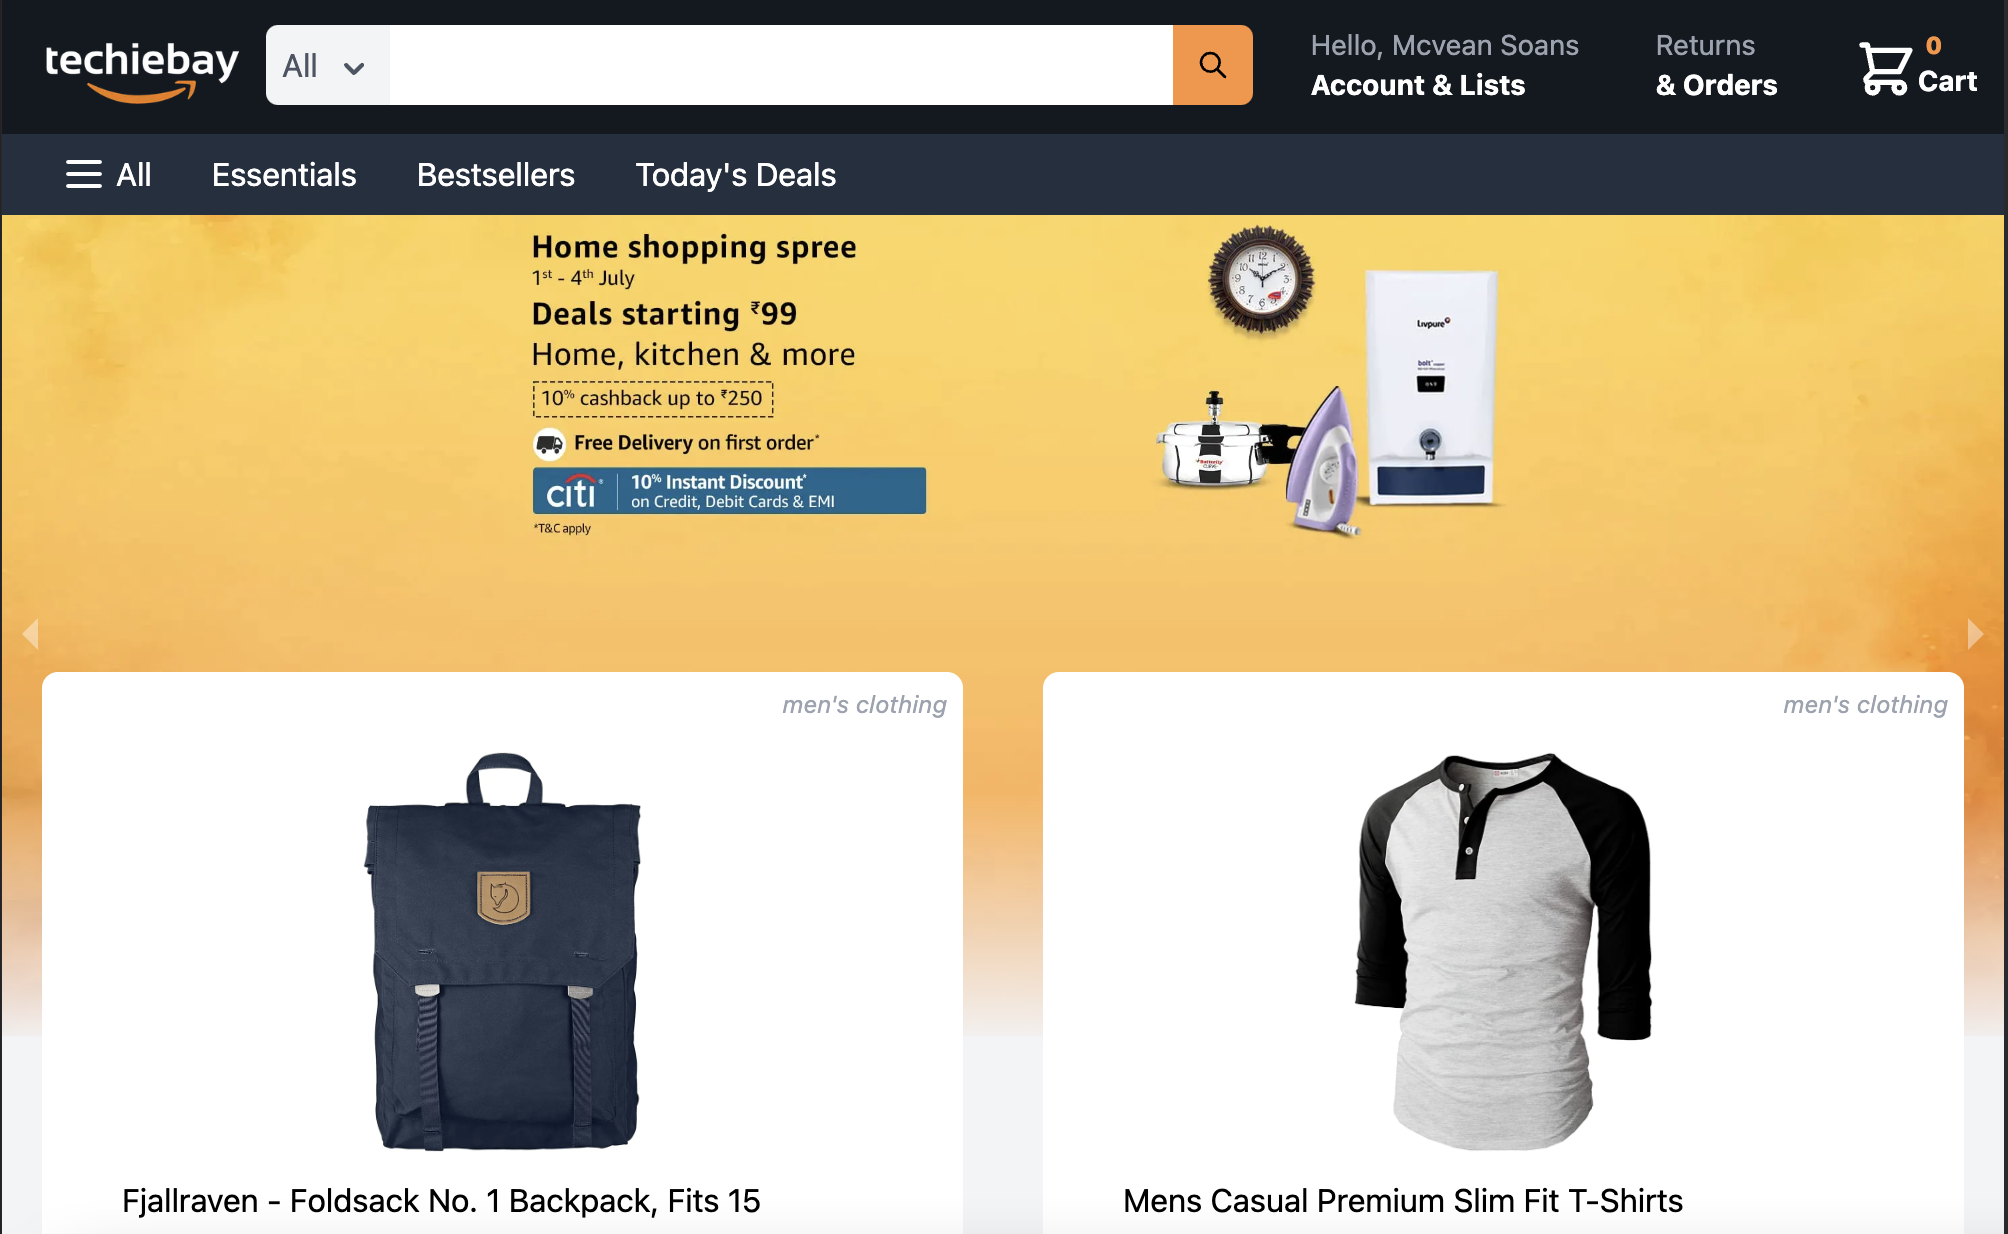 techiebay
All
Hello, Mcvean Soans
Account & Lists
Returns
& Orders
0
Cart
All
Essentials
Bestsellers
Today's Deals
Home shopping spree
1st - 4th July
Deals starting ₹99
Home, kitchen & more
10% cashback up to ₹250
Free Delivery on first order*
citi
10% Instant Discount*
on Credit, Debit Cards & EMI
*T&C apply
Livpure
bolt
men's clothing
men's clothing
Fjallraven - Foldsack No. 1 Backpack, Fits 15
Mens Casual Premium Slim Fit T-Shirts